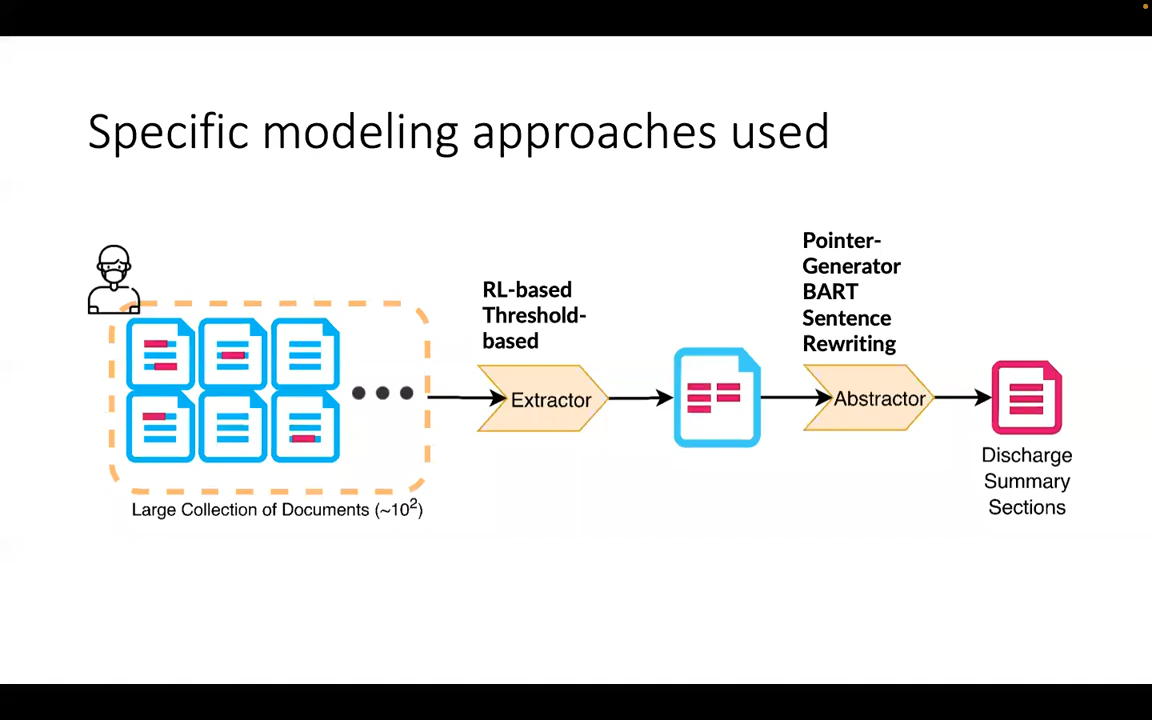 Specific modeling approaches used
Large Collection of Documents (~10²)
RL-based
Threshold-
based
Extractor
Pointer-
Generator
BART
Sentence
Rewriting
Abstractor
Discharge
Summary
Sections